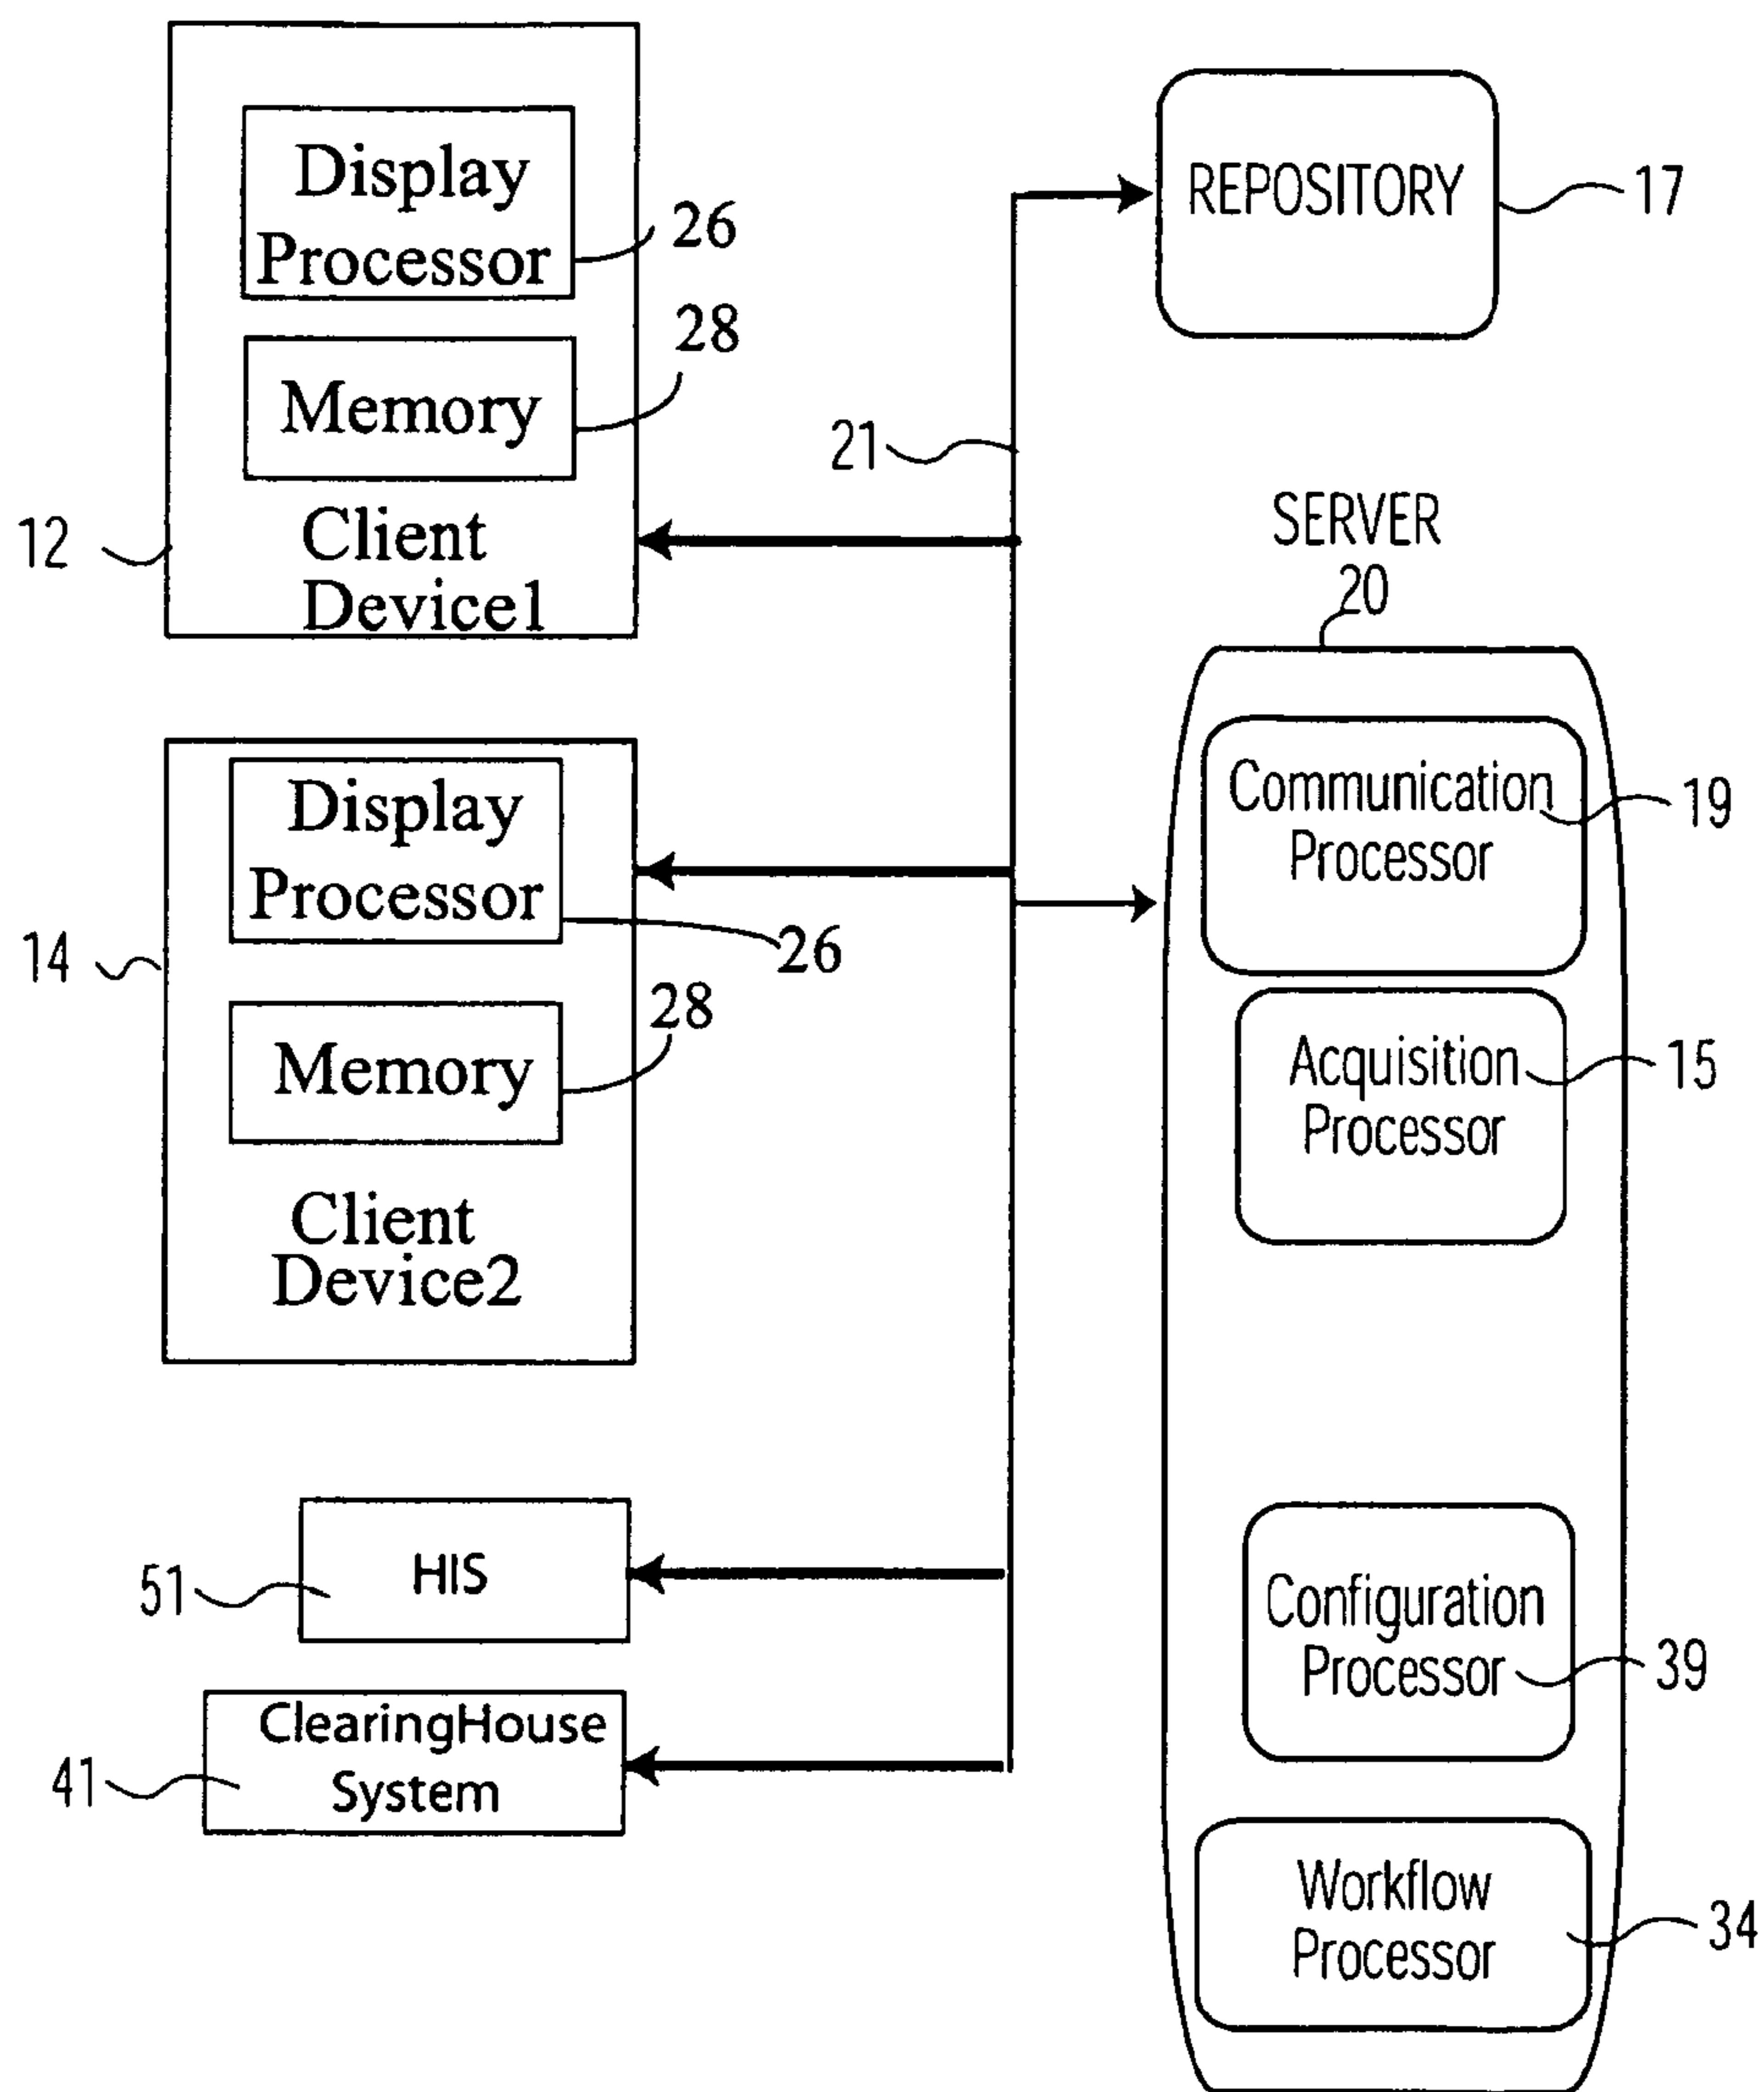 Display
Processor
26
Memory
28
Client
Device1
12
REPOSITORY
17
21
SERVER
20
Display
Processor
26
Memory
28
Client
Device2
14
Communication
Processor
19
Acquisition
Processor
15
HIS
51
ClearingHouse
System
41
Configuration
Processor
39
Workflow
Processor
34